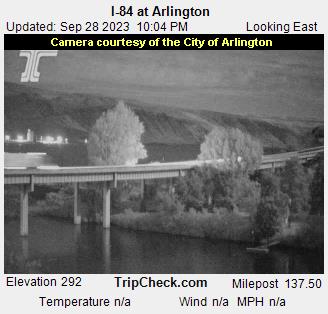 I-84 at Arlington
Updated: Sep 28 2023 10:04 PM Looking East
Camera courtesy of the City of Arlington
Elevation 292 TripCheck.com Milepost 137.50
Temperature n/a Wind n/a MPH n/a